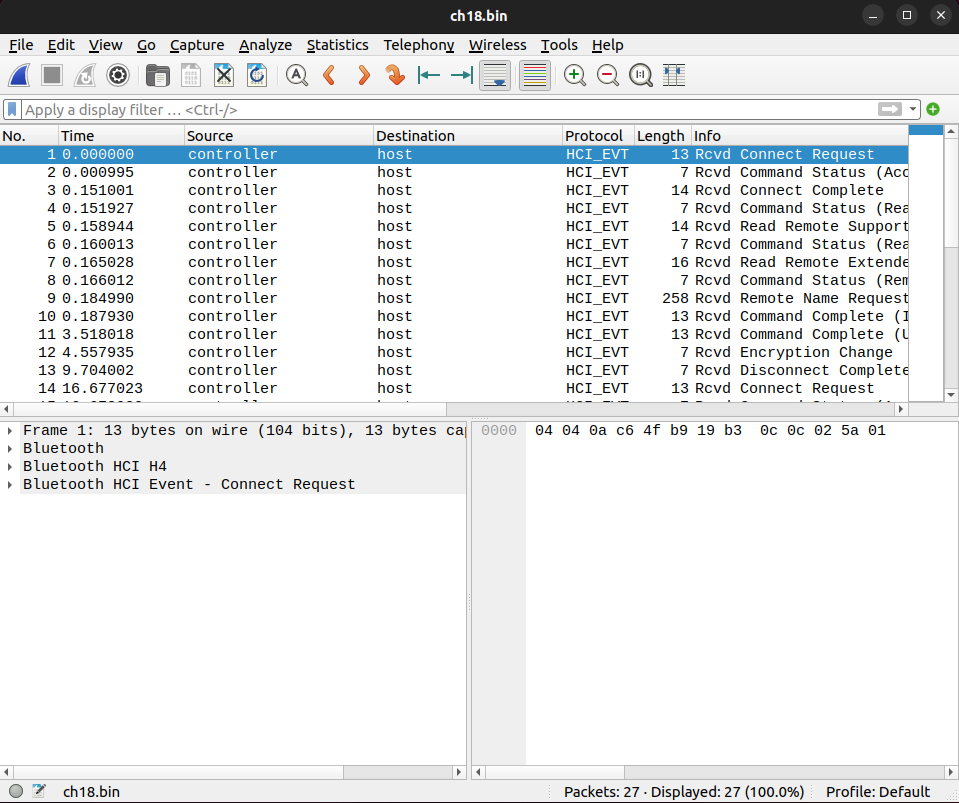 ch18.bin
File Edit View Go Capture Analyze Statistics Telephony Wireless Tools Help
Apply a display filter … <Ctrl-/>
No. Time Source Destination Protocol Length Info
1 0.000000 controller host HCI_EVT 13 Rcvd Connect Request
2 0.000995 controller host HCI_EVT 7 Rcvd Command Status (Acc
3 0.151001 controller host HCI_EVT 14 Rcvd Connect Complete
4 0.151927 controller host HCI_EVT 7 Rcvd Command Status (Rea
5 0.158944 controller host HCI_EVT 14 Rcvd Read Remote Support
6 0.160013 controller host HCI_EVT 7 Rcvd Command Status (Rea
7 0.165028 controller host HCI_EVT 16 Rcvd Read Remote Extende
8 0.166012 controller host HCI_EVT 7 Rcvd Command Status (Rem
9 0.184990 controller host HCI_EVT 258 Rcvd Remote Name Request
10 0.187930 controller host HCI_EVT 13 Rcvd Command Complete (I
11 3.518018 controller host HCI_EVT 13 Rcvd Command Complete (U
12 4.557935 controller host HCI_EVT 7 Rcvd Encryption Change
13 9.704002 controller host HCI_EVT 7 Rcvd Disconnect Complete
14 16.677023 controller host HCI_EVT 13 Rcvd Connect Request
Frame 1: 13 bytes on wire (104 bits), 13 bytes cap
Bluetooth
Bluetooth HCI H4
Bluetooth HCI Event - Connect Request
0000 04 04 0a c6 4f b9 19 b3 0c 0c 02 5a 01
ch18.bin Packets: 27 · Displayed: 27 (100.0%) Profile: Default